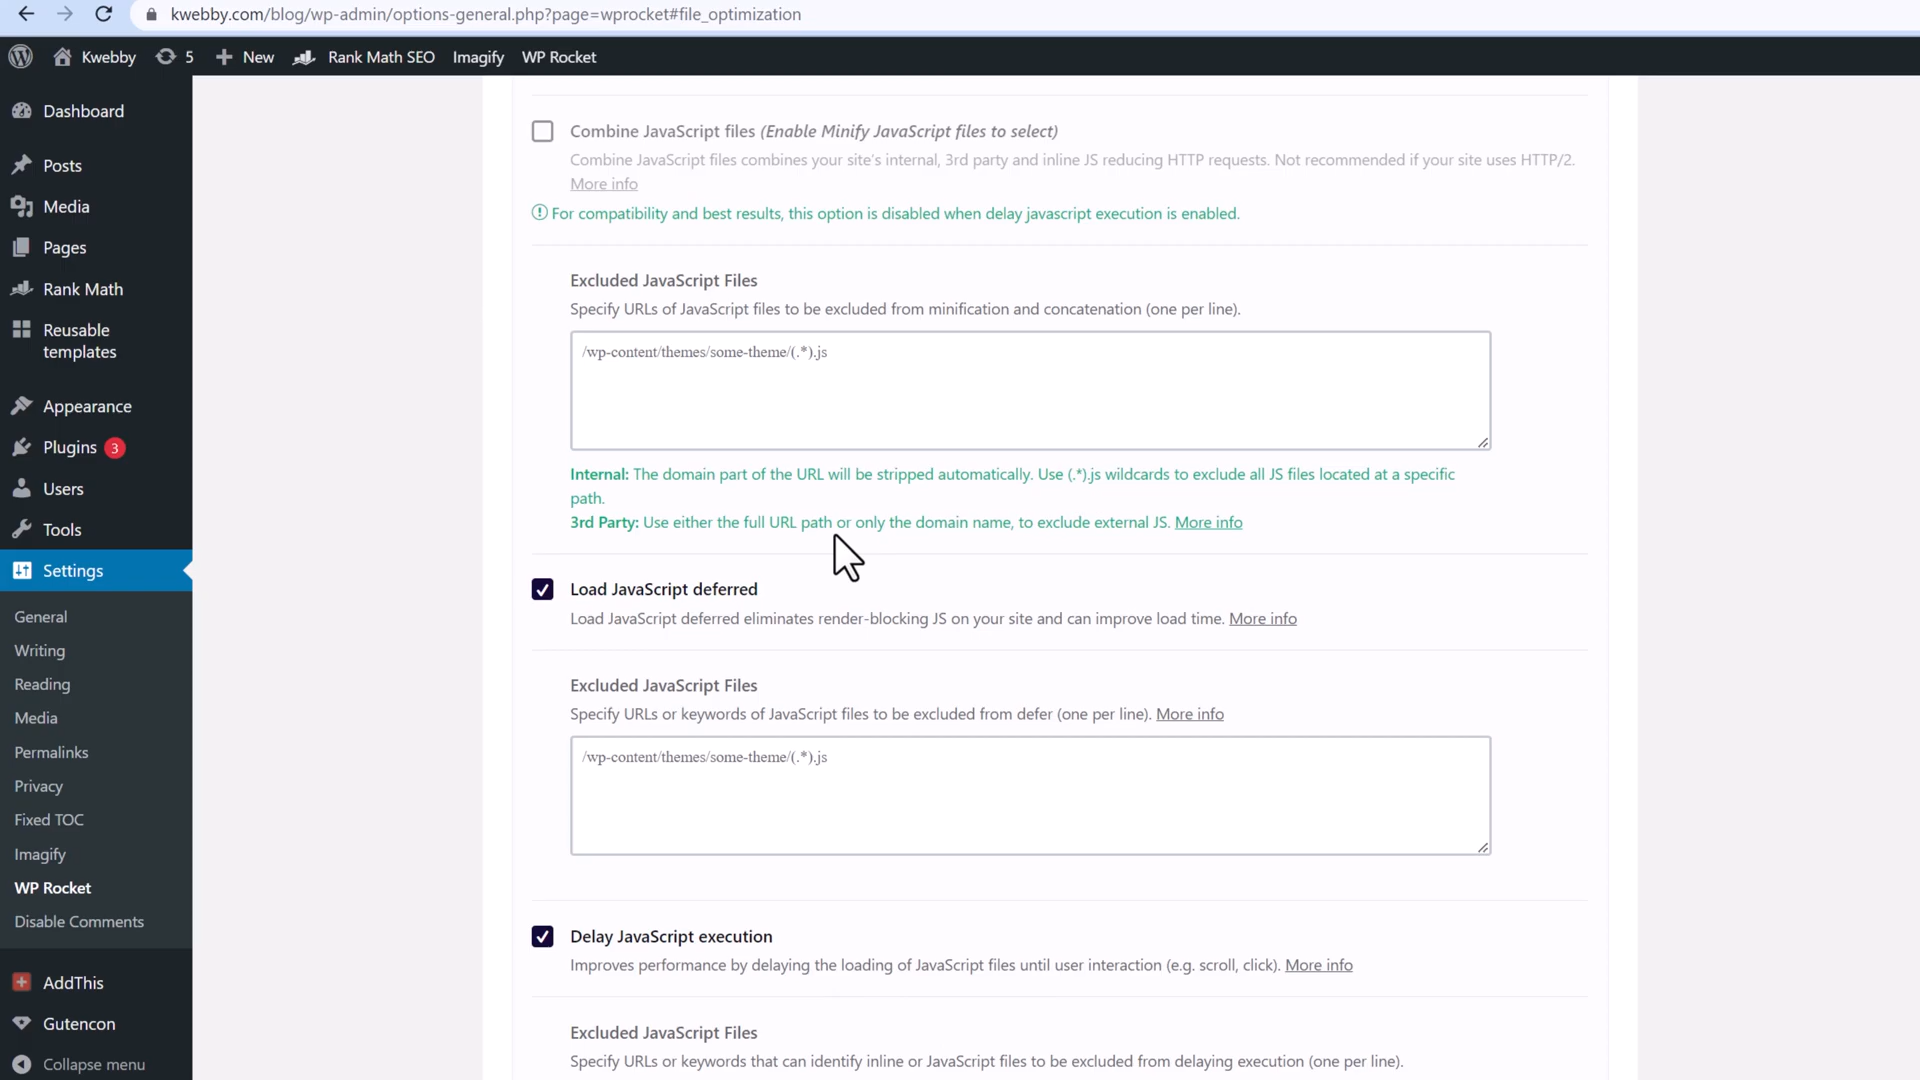 kwebby.com/blog/wp-admin/options-general.php?page=wprocket#file_optimization
Kwebby 5 New Rank Math SEO Imagify WP Rocket
Dashboard
Posts
Media
Pages
Rank Math
Reusable
templates
Appearance
Plugins 3
Users
Tools
Settings
General
Writing
Reading
Media
Permalinks
Privacy
Fixed TOC
Imagify
WP Rocket
Disable Comments
AddThis
Gutencon
Collapse menu
Combine JavaScript files (Enable Minify JavaScript files to select)
Combine JavaScript files combines your site's internal, 3rd party and inline JS reducing HTTP requests. Not recommended if your site uses HTTP/2.
More info
For compatibility and best results, this option is disabled when delay javascript execution is enabled.
Excluded JavaScript Files
Specify URLs of JavaScript files to be excluded from minification and concatenation (one per line).
/wp-content/themes/some-theme/(.*).js
Internal: The domain part of the URL will be stripped automatically. Use (.*).js wildcards to exclude all JS files located at a specific
path.
3rd Party: Use either the full URL path or only the domain name, to exclude external JS. More info
Load JavaScript deferred
Load JavaScript deferred eliminates render-blocking JS on your site and can improve load time. More info
Excluded JavaScript Files
Specify URLs or keywords of JavaScript files to be excluded from defer (one per line). More info
/wp-content/themes/some-theme/(.*).js
Delay JavaScript execution
Improves performance by delaying the loading of JavaScript files until user interaction (e.g. scroll, click). More info
Excluded JavaScript Files
Specify URLs or keywords that can identify inline or JavaScript files to be excluded from delaying execution (one per line).